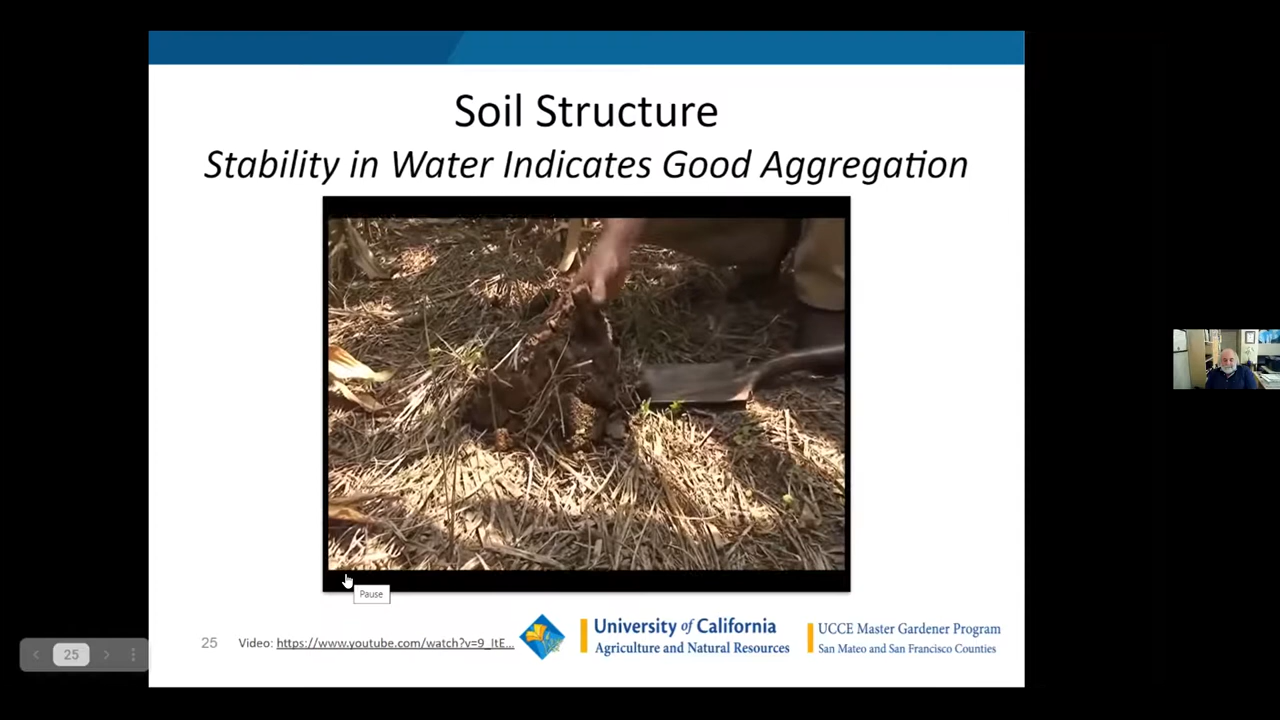 Soil Structure
Stability in Water Indicates Good Aggregation
Pause
25
Video: https://www.youtube.com/watch?v=9_ItE...
University of California
Agriculture and Natural Resources
UCCE Master Gardener Program
San Mateo and San Francisco Counties
25